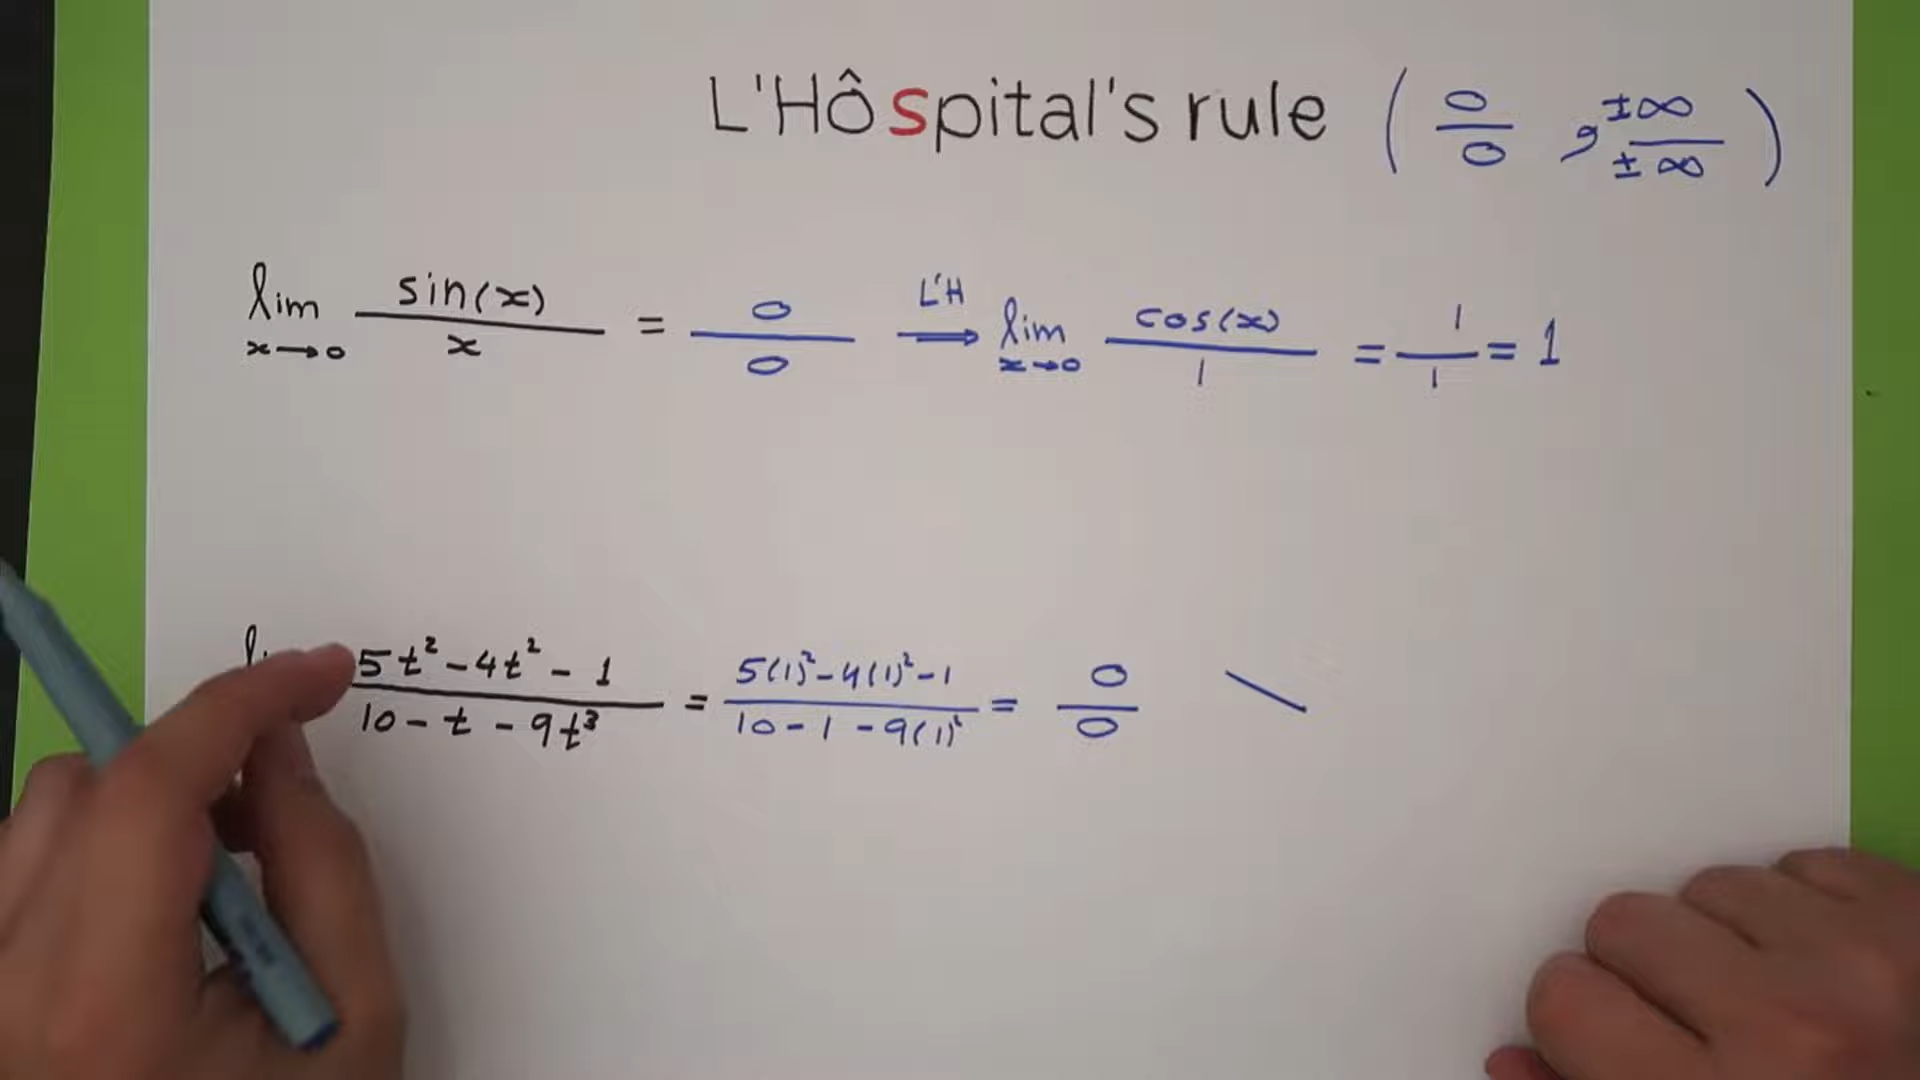 L'Hôspital's rule ( 0/0 , ±∞/±∞ )
lim x→0 sin(x)/x = 0/0 L'H → lim x→0 cos(x)/1 = 1/1 = 1
5t² - 4t² - 1 / 10 - t - 9t³ = 5(1)² - 4(1)² - 1 / 10 - 1 - 9(1)² = 0/0